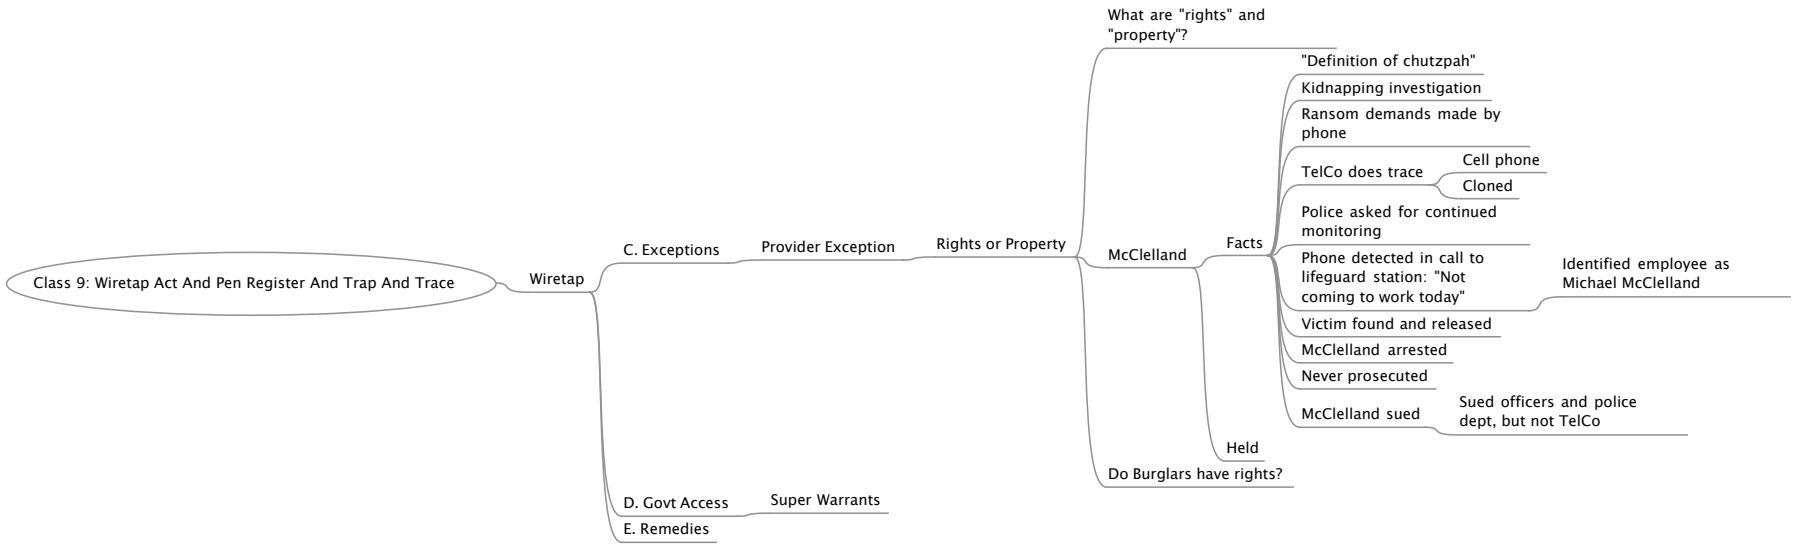 Class 9: Wiretap Act And Pen Register And Trap And Trace
Wiretap
C. Exceptions
Provider Exception
Rights or Property
What are "rights" and
"property"?
McClelland
Facts
"Definition of chutzpah"
Kidnapping investigation
Ransom demands made by
phone
TelCo does trace
Cell phone
Cloned
Police asked for continued
monitoring
Phone detected in call to
lifeguard station: "Not
coming to work today"
Identified employee as
Michael McClelland
Victim found and released
McClelland arrested
Never prosecuted
McClelland sued
Sued officers and police
dept, but not TelCo
Held
Do Burglars have rights?
D. Govt Access
Super Warrants
E. Remedies